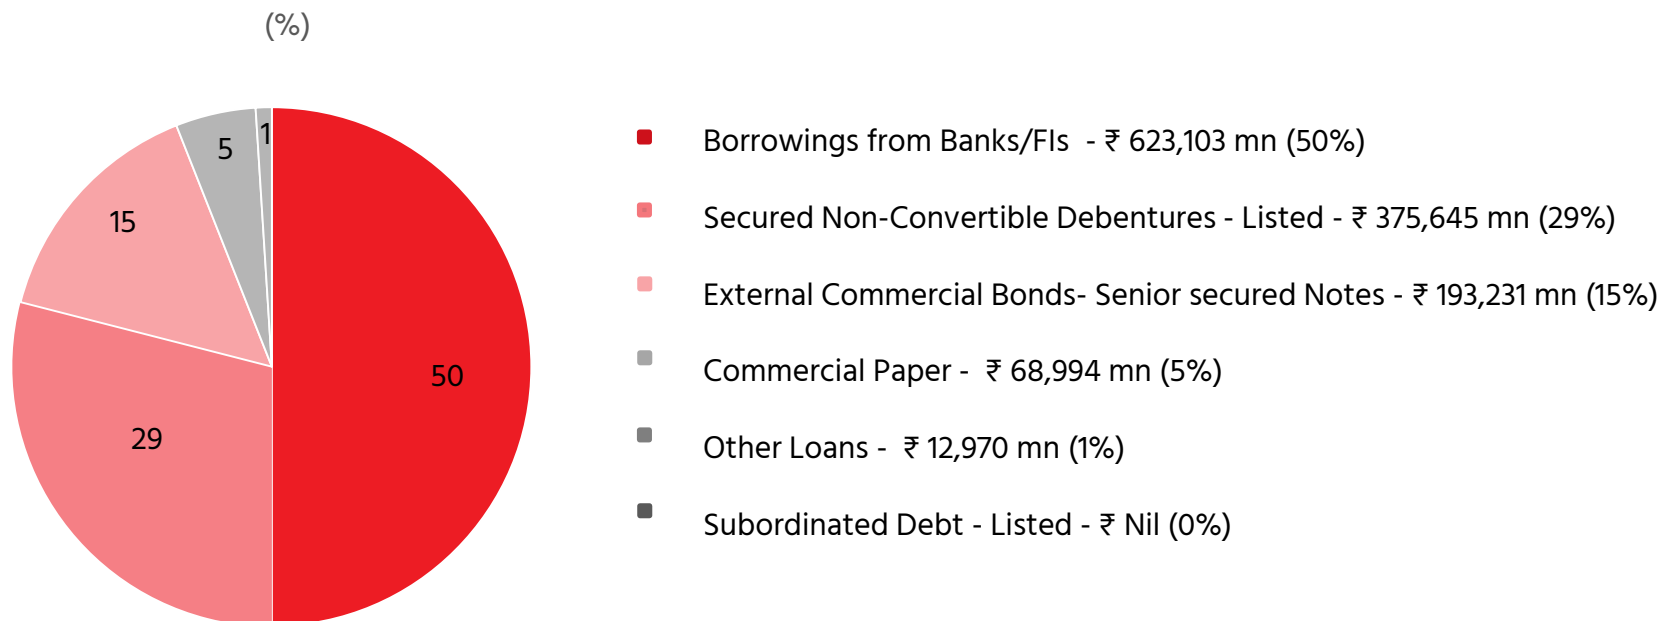 (%)
5
1
15
50
29
Borrowings from Banks/FIs - ₹ 623,103 mn (50%)
Secured Non-Convertible Debentures - Listed - ₹ 375,645 mn (29%)
External Commercial Bonds- Senior secured Notes - ₹ 193,231 mn (15%)
Commercial Paper - ₹ 68,994 mn (5%)
Other Loans - ₹ 12,970 mn (1%)
Subordinated Debt - Listed - ₹ Nil (0%)